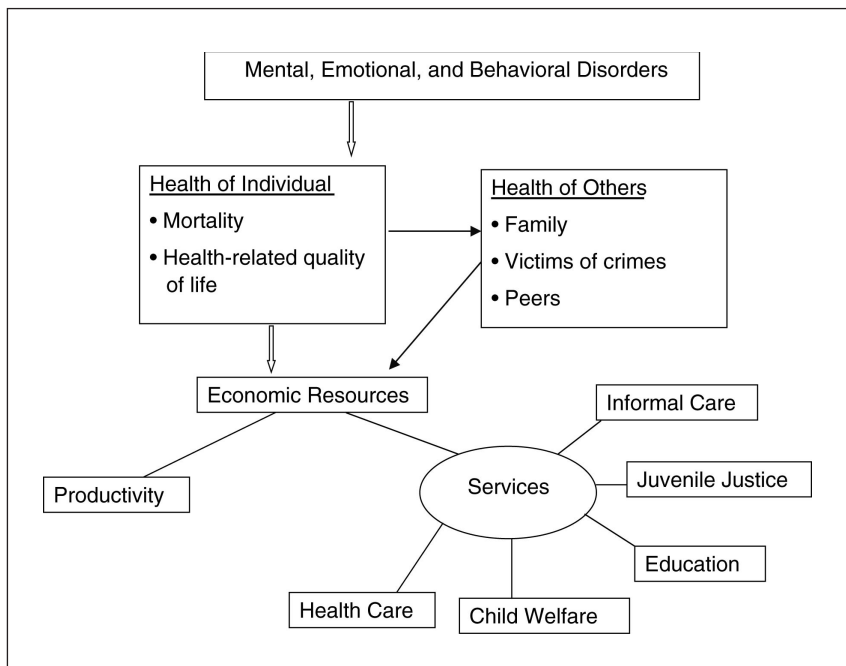 Mental, Emotional, and Behavioral Disorders
Health of Individual
• Mortality
• Health-related quality
of life
Health of Others
• Family
• Victims of crimes
• Peers
Economic Resources
Informal Care
Productivity
Services
Juvenile Justice
Education
Health Care
Child Welfare